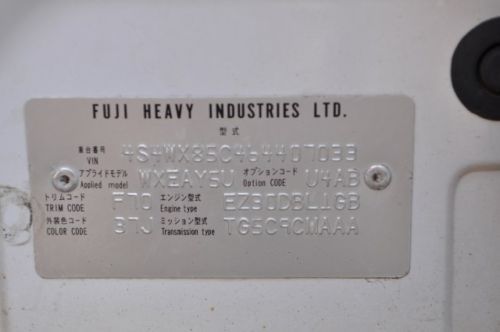 FUJI HEAVY INDUSTRIES LTD.
型式
車台番号 VIN 4S4WX85C464407033
アプライドモデル Applied model WXEAY5U オプションコード Option CODE U4AB
トリムコード TRIM CODE F70 エンジン型式 Engine type EZ30DBL1GB
外装色コード COLOR CODE 37J ミッション型式 Transmission type TG5C9CMAAA